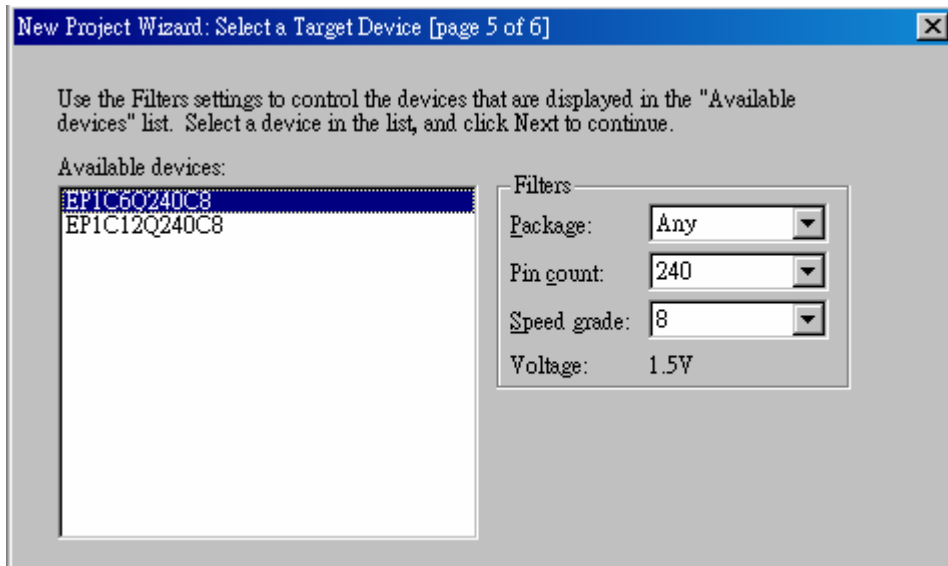 New Project Wizard: Select a Target Device [page 5 of 6]
Use the Filters settings to control the devices that are displayed in the "Available
devices" list. Select a device in the list, and click Next to continue.
Available devices:
EP1C6Q240C8
EP1C12Q240C8
Filters
Package: Any
Pin count: 240
Speed grade: 8
Voltage: 1.5V